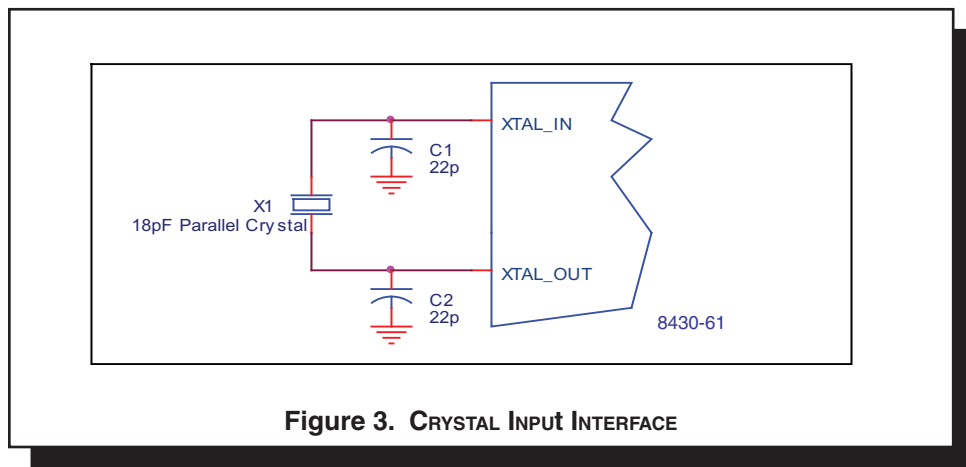 XTAL_IN
C1
22p
X1
18pF Parallel Crystal
XTAL_OUT
C2
22p
8430-61
Figure 3. CRYSTAL INPUt INTERFACE